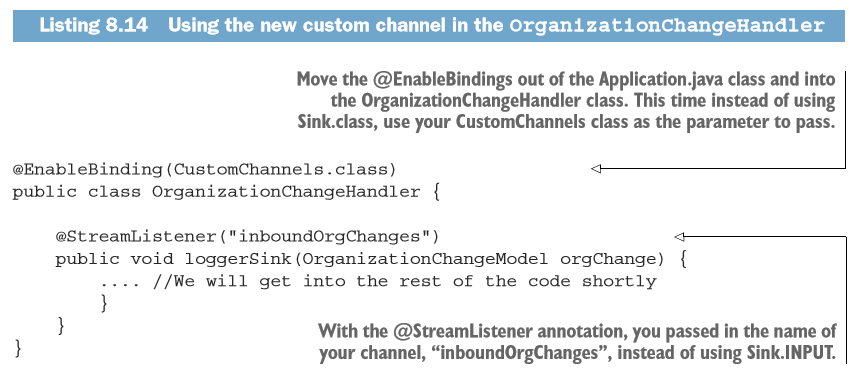 Listing 8.14 Using the new custom channel in the OrganizationChangeHandler
Move the @EnableBindings out of the Application.java class and into
the OrganizationChangeHandler class. This time instead of using
Sink.class, use your CustomChannels class as the parameter to pass.
@EnableBinding(CustomChannels.class)
public class OrganizationChangeHandler {
@StreamListener("inboundOrgChanges")
public void loggerSink(OrganizationChangeModel orgChange) {
.... //We will get into the rest of the code shortly
}
}
}
With the @StreamListener annotation, you passed in the name of
your channel, “inboundOrgChanges”, instead of using Sink.INPUT.